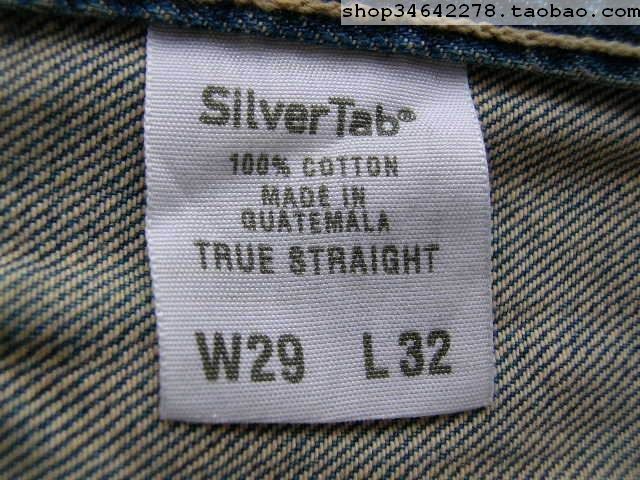 shop34642278.taobao.com
SilverTab®
100% COTTON
MADE IN
GUATEMALA
TRUE STRAIGHT
W29 L32